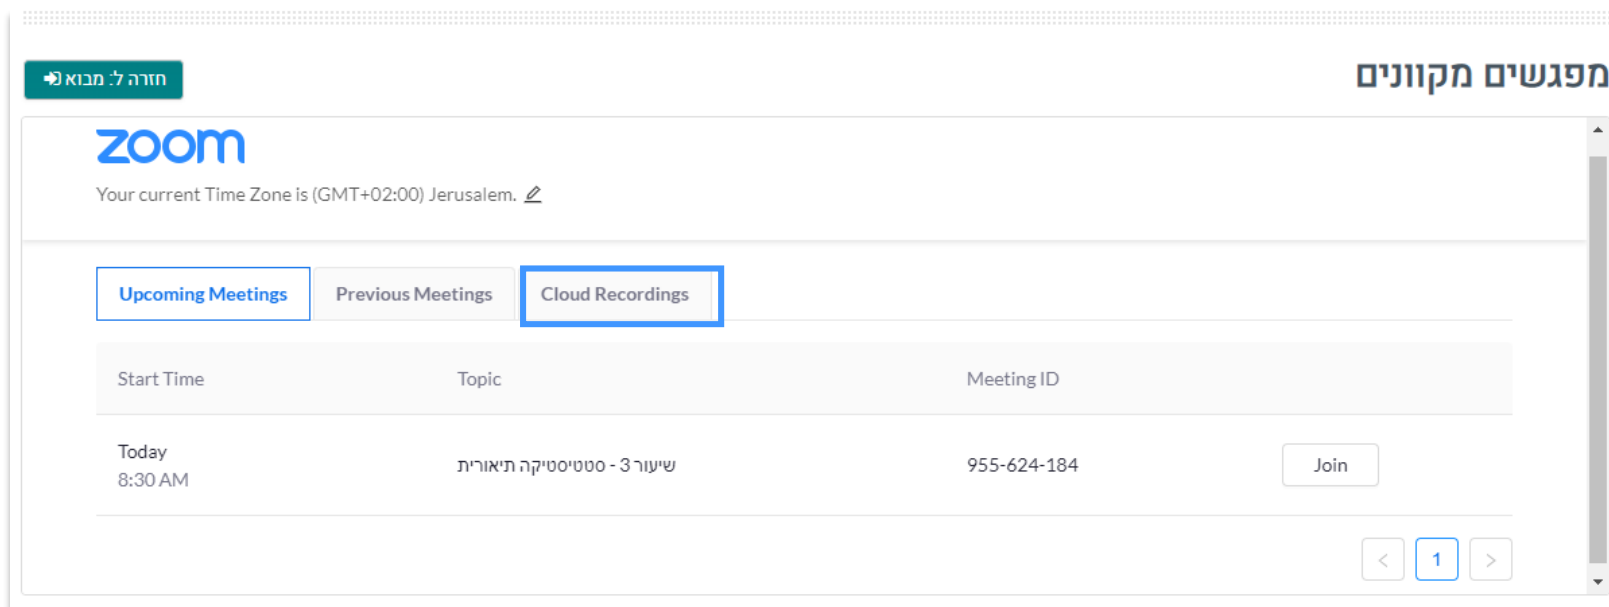 מפגשים מקוונים
חזרה ל: מבוא
zoom
Your current Time Zone is (GMT+02:00) Jerusalem.
Upcoming Meetings Previous Meetings Cloud Recordings
Start Time Topic Meeting ID
Today
8:30 AM
שיעור 3 - סטטיסטיקה תיאורית
955-624-184
Join
< 1 >